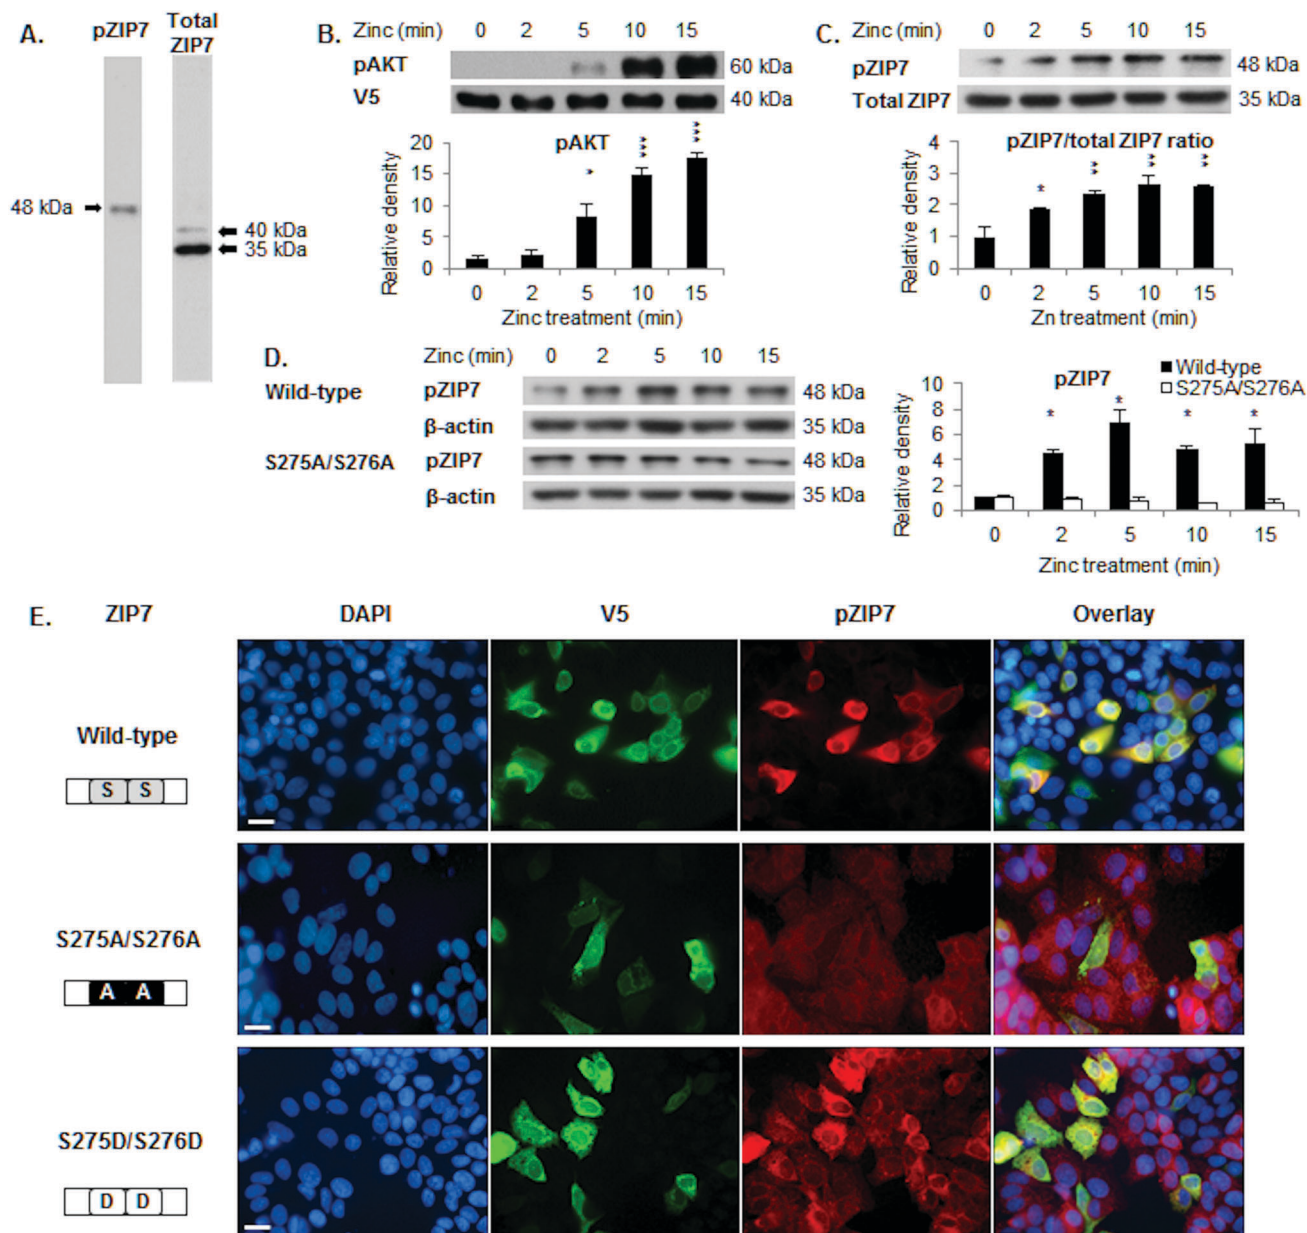 A.
pZIP7
Total ZIP7
48 kDa
40 kDa
35 kDa
B.
Zinc (min) 0 2 5 10 15
pAKT 60 kDa
V5 40 kDa
pAKT
Relative density
20
15
10
5
0
*
***
***
0 2 5 10 15
Zinc treatment (min)
C.
Zinc (min) 0 2 5 10 15
pZIP7 48 kDa
Total ZIP7 35 kDa
pZIP7/total ZIP7 ratio
Relative density
4
3
2
1
0
*
**
**
**
0 2 5 10 15
Zn treatment (min)
D.
Zinc (min) 0 2 5 10 15
Wild-type pZIP7 48 kDa
β-actin 35 kDa
S275A/S276A pZIP7 48 kDa
β-actin 35 kDa
pZIP7
Wild-type
S275A/S276A
Relative density
10
8
6
4
2
0
* * * *
0 2 5 10 15
Zinc treatment (min)
E. ZIP7 DAPI V5 pZIP7 Overlay
Wild-type
S S
S275A/S276A
A A
S275D/S276D
D D